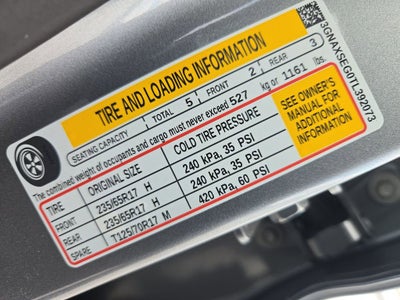 3GNAXSEG0TL392073
TIRE AND LOADING INFORMATION
SEATING CAPACITY TOTAL 5 FRONT 2 REAR 3
The combined weight of occupants and cargo must never exceed 527 kg or 1161 lbs.
TIRE ORIGINAL SIZE COLD TIRE PRESSURE
FRONT 235/65R17 H 240 kPa, 35 PSI
REAR 235/65R17 H 240 kPa, 35 PSI
SPARE T125/70R17 M 420 kPa, 60 PSI
SEE OWNER'S
MANUAL FOR
ADDITIONAL
INFORMATION